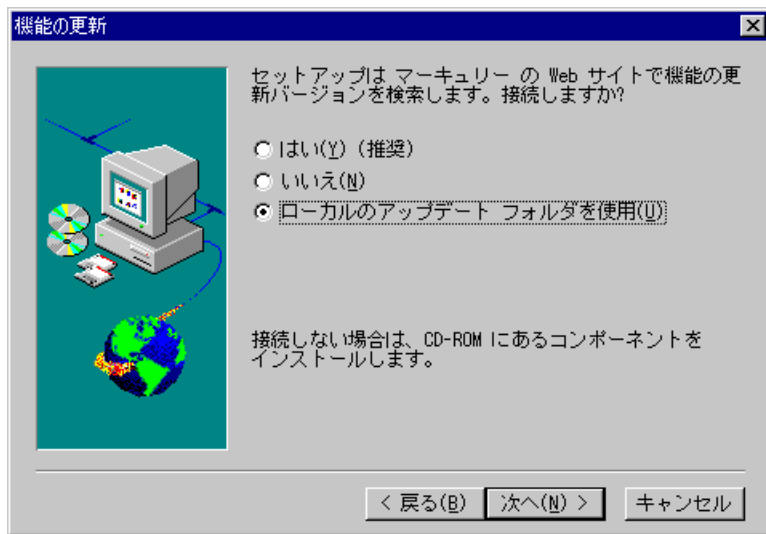 機能の更新
セットアップは マーキュリー の Web サイトで機能の更
新バージョンを検索します。接続しますか?
はい(Y) (推奨)
いいえ(N)
ローカルのアップデート フォルダを使用(U)
接続しない場合は、CD-ROM にあるコンポーネントを
インストールします。
< 戻る(B) 次へ(N) > キャンセル